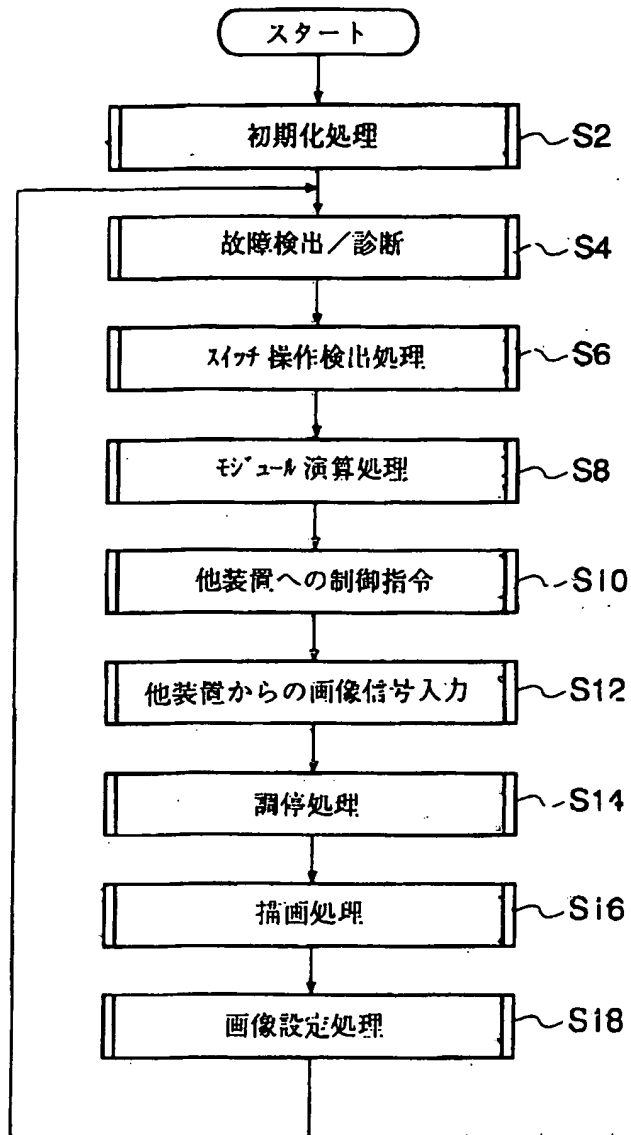 スタート
初期化処理 S2
故障検出／診断 S4
スイッチ操作検出処理 S6
モジュール演算処理 S8
他装置への制御指令 S10
他装置からの画像信号入力 S12
調停処理 S14
描画処理 S16
画像設定処理 S18